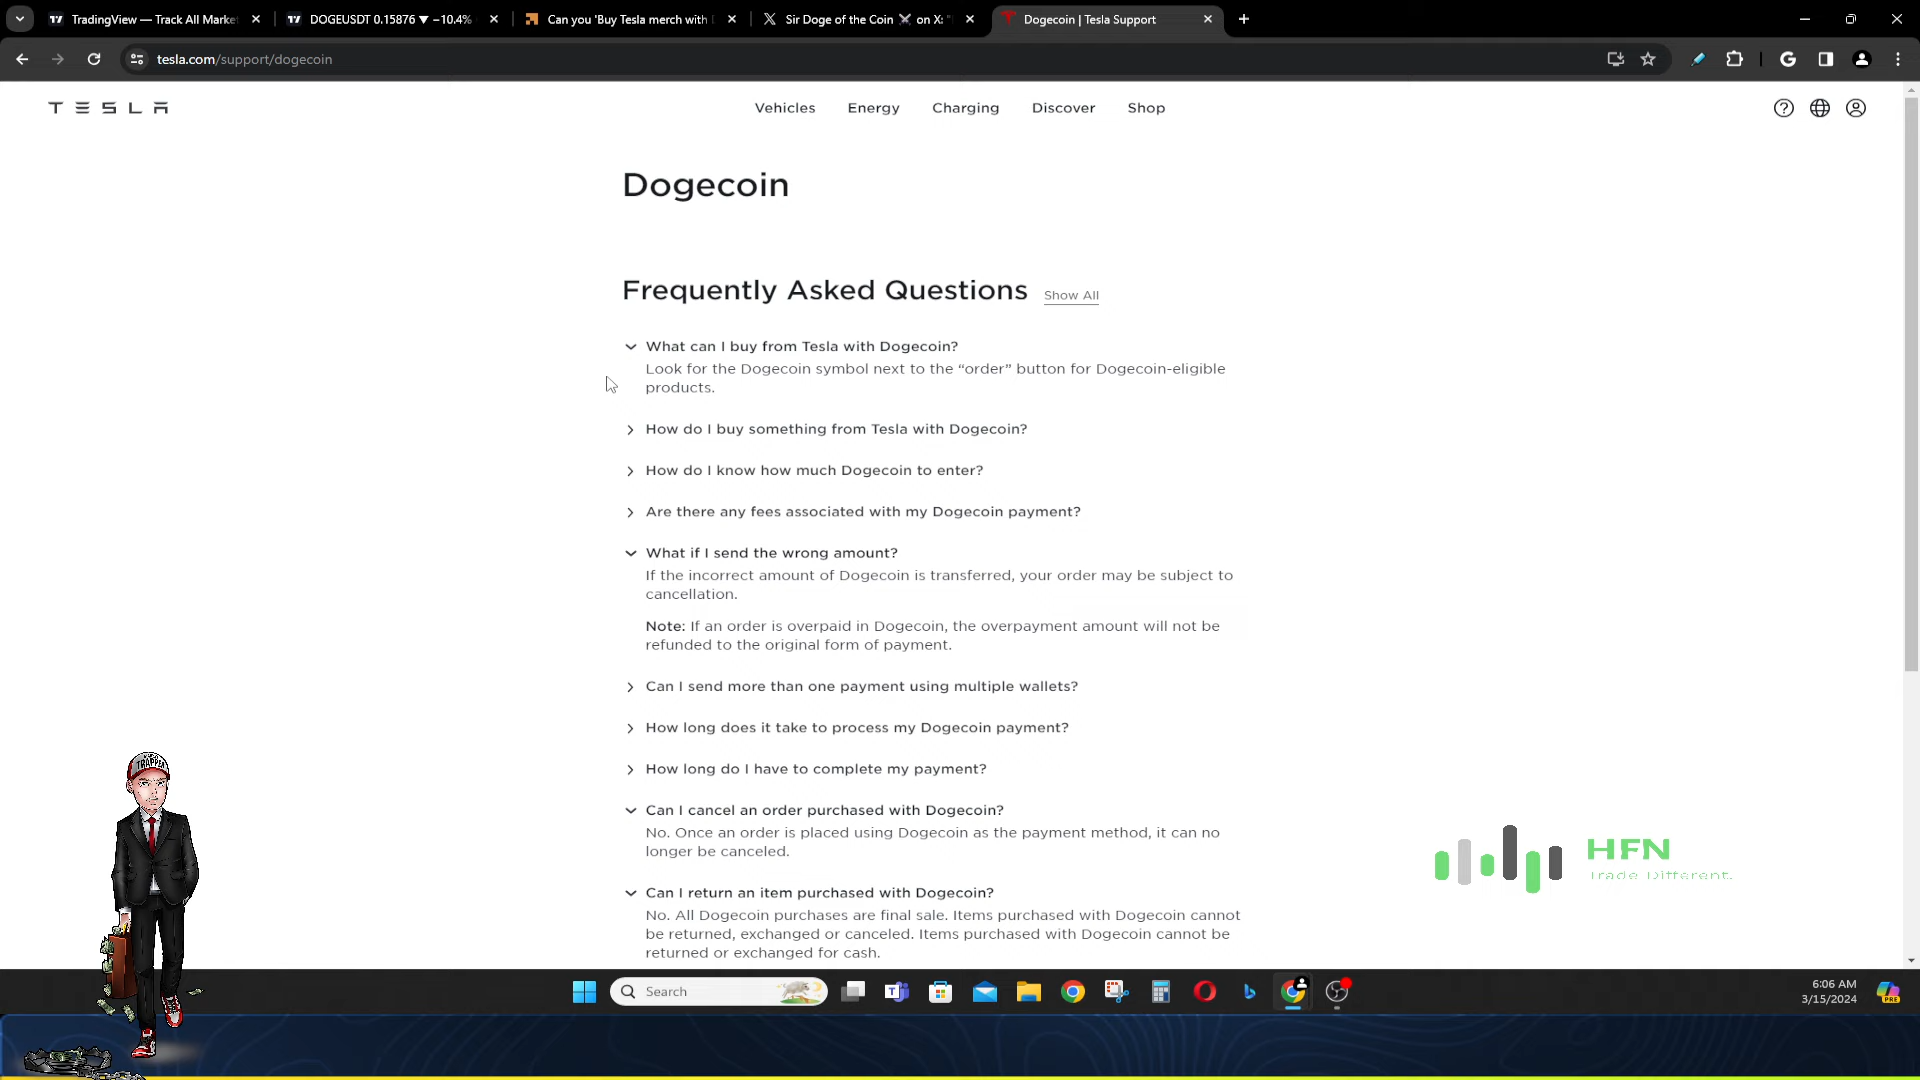 TradingView — Track All Marke
DOGEUSDT 0.15876 ▼ −10.4%
Can you 'Buy Tesla merch with
Sir Doge of the Coin ⚔ on X: "
Dogecoin | Tesla Support
tesla.com/support/dogecoin
TESLA
Vehicles
Energy
Charging
Discover
Shop
Dogecoin
Frequently Asked Questions
Show All
What can I buy from Tesla with Dogecoin?
Look for the Dogecoin symbol next to the “order” button for Dogecoin-eligible
products.
How do I buy something from Tesla with Dogecoin?
How do I know how much Dogecoin to enter?
Are there any fees associated with my Dogecoin payment?
What if I send the wrong amount?
If the incorrect amount of Dogecoin is transferred, your order may be subject to
cancellation.
Note: If an order is overpaid in Dogecoin, the overpayment amount will not be
refunded to the original form of payment.
Can I send more than one payment using multiple wallets?
How long does it take to process my Dogecoin payment?
How long do I have to complete my payment?
Can I cancel an order purchased with Dogecoin?
No. Once an order is placed using Dogecoin as the payment method, it can no
longer be canceled.
Can I return an item purchased with Dogecoin?
No. All Dogecoin purchases are final sale. Items purchased with Dogecoin cannot
be returned, exchanged or canceled. Items purchased with Dogecoin cannot be
returned or exchanged for cash.
TRAPPER
HFN
Trade Different.
Search
6:06 AM
3/15/2024
PRE